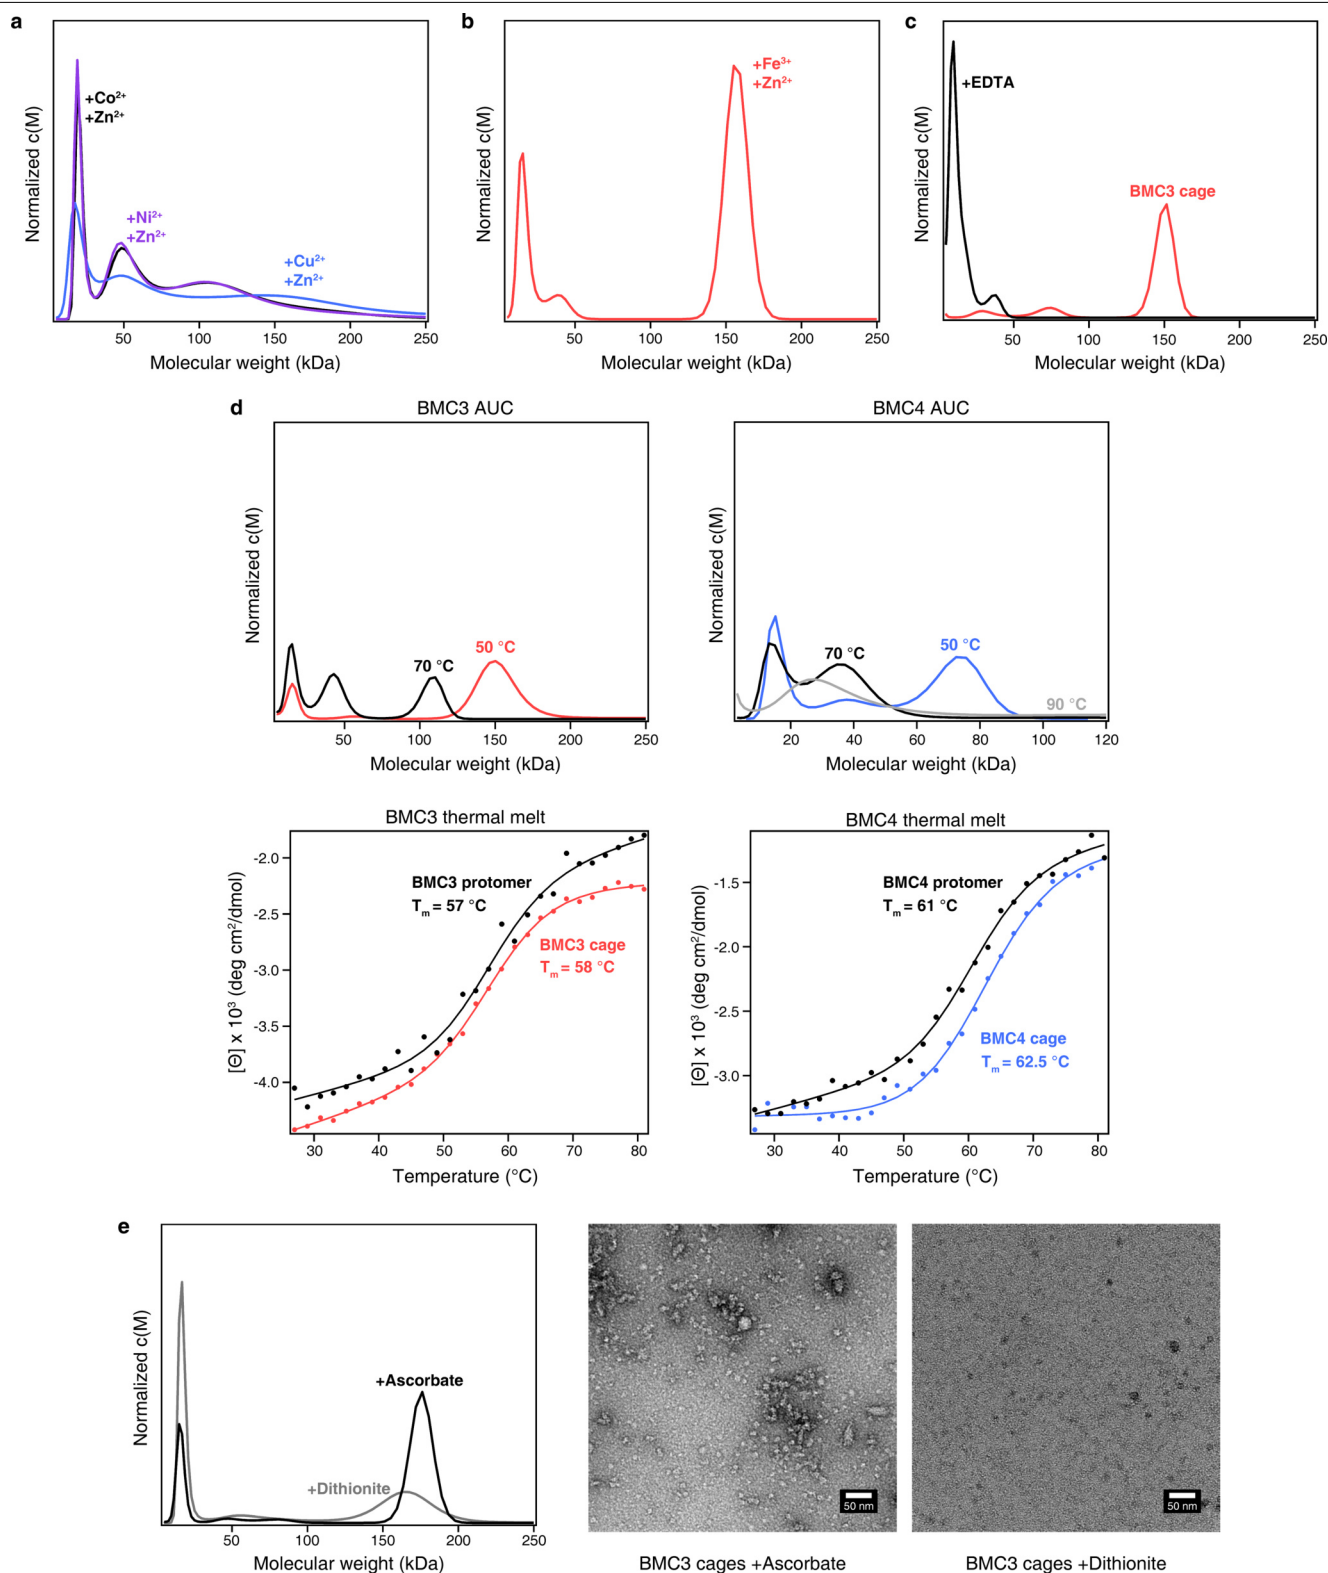 a
Normalized c(M)
+Co²⁺
+Zn²⁺
+Ni²⁺
+Zn²⁺
+Cu²⁺
+Zn²⁺
50
100
150
200
250
Molecular weight (kDa)
b
Normalized c(M)
+Fe³⁺
+Zn²⁺
50
100
150
200
250
Molecular weight (kDa)
c
Normalized c(M)
+EDTA
BMC3 cage
50
100
150
200
250
Molecular weight (kDa)
d
BMC3 AUC
Normalized c(M)
70 °C
50 °C
50
100
150
200
250
Molecular weight (kDa)
BMC4 AUC
Normalized c(M)
70 °C
50 °C
90 °C
20
40
60
80
100
120
Molecular weight (kDa)
BMC3 thermal melt
[Θ] x 10³ (deg cm²/dmol)
-2.0
-2.5
-3.0
-3.5
-4.0
BMC3 protomer
Tₘ = 57 °C
BMC3 cage
Tₘ = 58 °C
30
40
50
60
70
80
Temperature (°C)
BMC4 thermal melt
[Θ] x 10³ (deg cm²/dmol)
-1.5
-2.0
-2.5
-3.0
BMC4 protomer
Tₘ = 61 °C
BMC4 cage
Tₘ = 62.5 °C
30
40
50
60
70
80
Temperature (°C)
e
Normalized c(M)
+Ascorbate
+Dithionite
50
100
150
200
250
Molecular weight (kDa)
50 nm
BMC3 cages +Ascorbate
50 nm
BMC3 cages +Dithionite